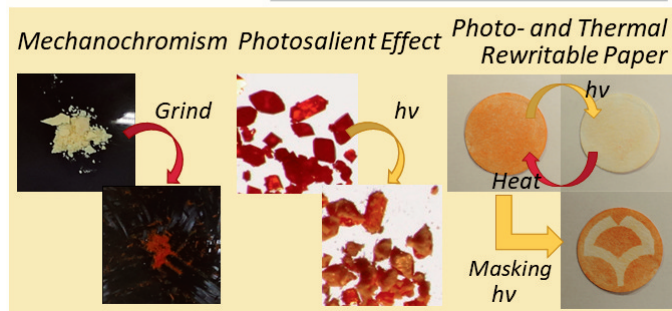 Mechanochromism
Grind
Photosalient Effect
hν
Photo- and Thermal
Rewritable Paper
hν
Heat
Masking
hν